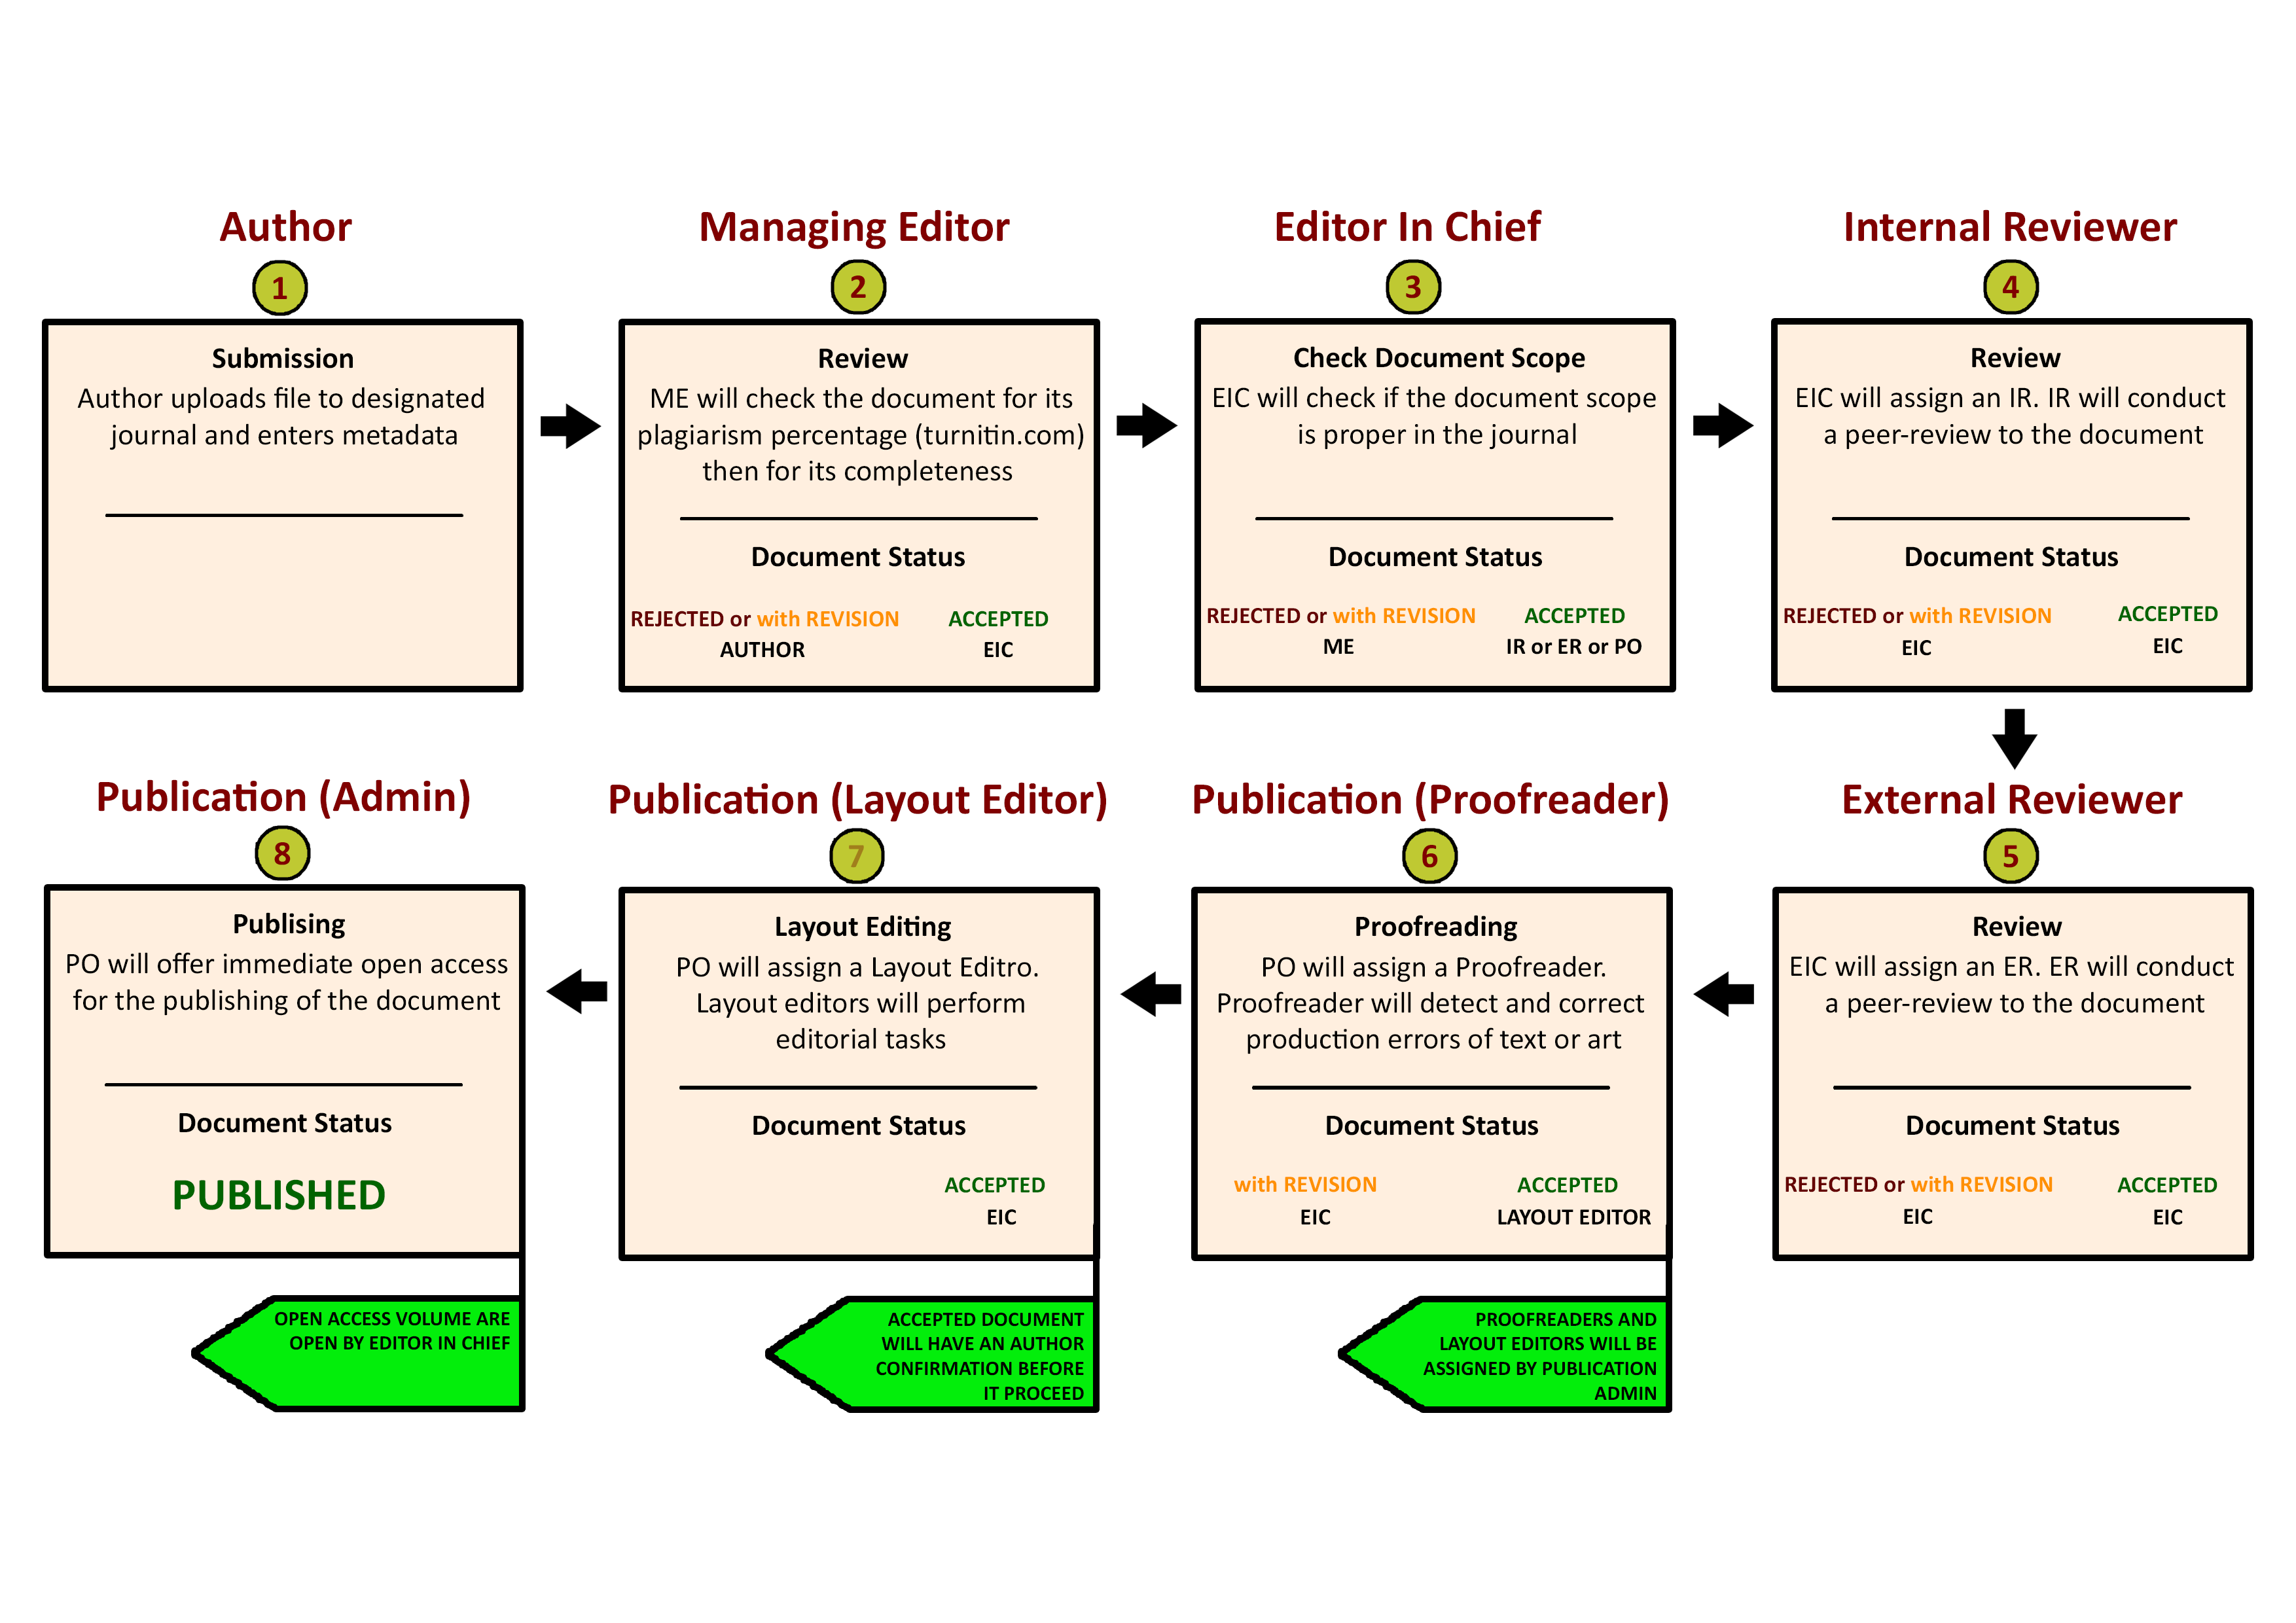 Author
1
Submission
Author uploads file to designated
journal and enters metadata
Managing Editor
2
Review
ME will check the document for its
plagiarism percentage (turnitin.com)
then for its completeness
Document Status
REJECTED or with REVISION
AUTHOR
ACCEPTED
EIC
Editor In Chief
3
Check Document Scope
EIC will check if the document scope
is proper in the journal
Document Status
REJECTED or with REVISION
ME
ACCEPTED
IR or ER or PO
Internal Reviewer
4
Review
EIC will assign an IR. IR will conduct
a peer-review to the document
Document Status
REJECTED or with REVISION
EIC
ACCEPTED
EIC
External Reviewer
5
Review
EIC will assign an ER. ER will conduct
a peer-review to the document
Document Status
REJECTED or with REVISION
EIC
ACCEPTED
EIC
Publication (Proofreader)
6
Proofreading
PO will assign a Proofreader.
Proofreader will detect and correct
production errors of text or art
Document Status
with REVISION
EIC
ACCEPTED
LAYOUT EDITOR
PROOFREADERS AND
LAYOUT EDITORS WILL BE
ASSIGNED BY PUBLICATION
ADMIN
Publication (Layout Editor)
7
Layout Editing
PO will assign a Layout Editro.
Layout editors will perform
editorial tasks
Document Status
ACCEPTED
EIC
ACCEPTED DOCUMENT
WILL HAVE AN AUTHOR
CONFIRMATION BEFORE
IT PROCEED
Publication (Admin)
8
Publising
PO will offer immediate open access
for the publishing of the document
Document Status
PUBLISHED
OPEN ACCESS VOLUME ARE
OPEN BY EDITOR IN CHIEF